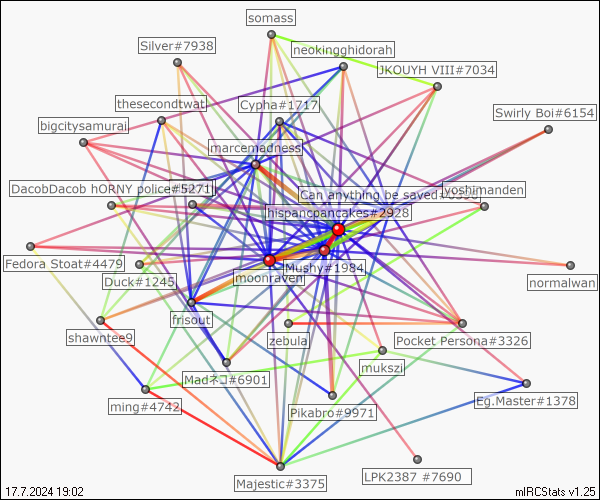 somass
Silver#7938
neokingghidorah
JKOUYH VIII#7034
thesecondtwat
Cypha#1717
Swirly Boi#6154
bigcitysamurai
marcemadness
DacobDacob hORNY police#5271
Can anything be saved?
yoshimanden
hispancpancakes#2928
Fedora Stoat#4479
Mushy#1984
Duck#1245
moonraven
normalwan
frisout
shawntee9
zebula
Pocket Persona#3326
mukszi
Madネコ#6901
ming#4742
Pikabro#9971
Eg.Master#1378
Majestic#3375
LPK2387 #7690
17.7.2024 19:02
mIRCStats v1.25